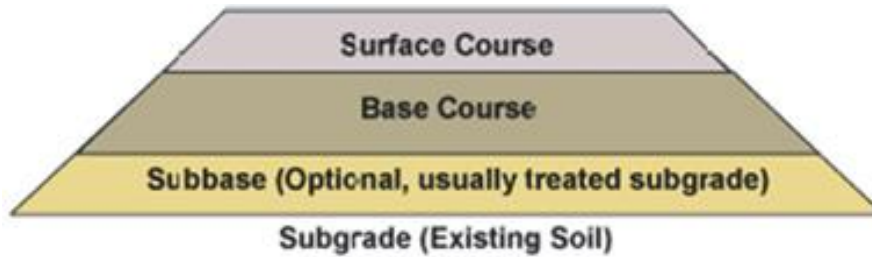 Surface Course
Base Course
Subbase (Optional, usually treated subgrade)
Subgrade (Existing Soil)